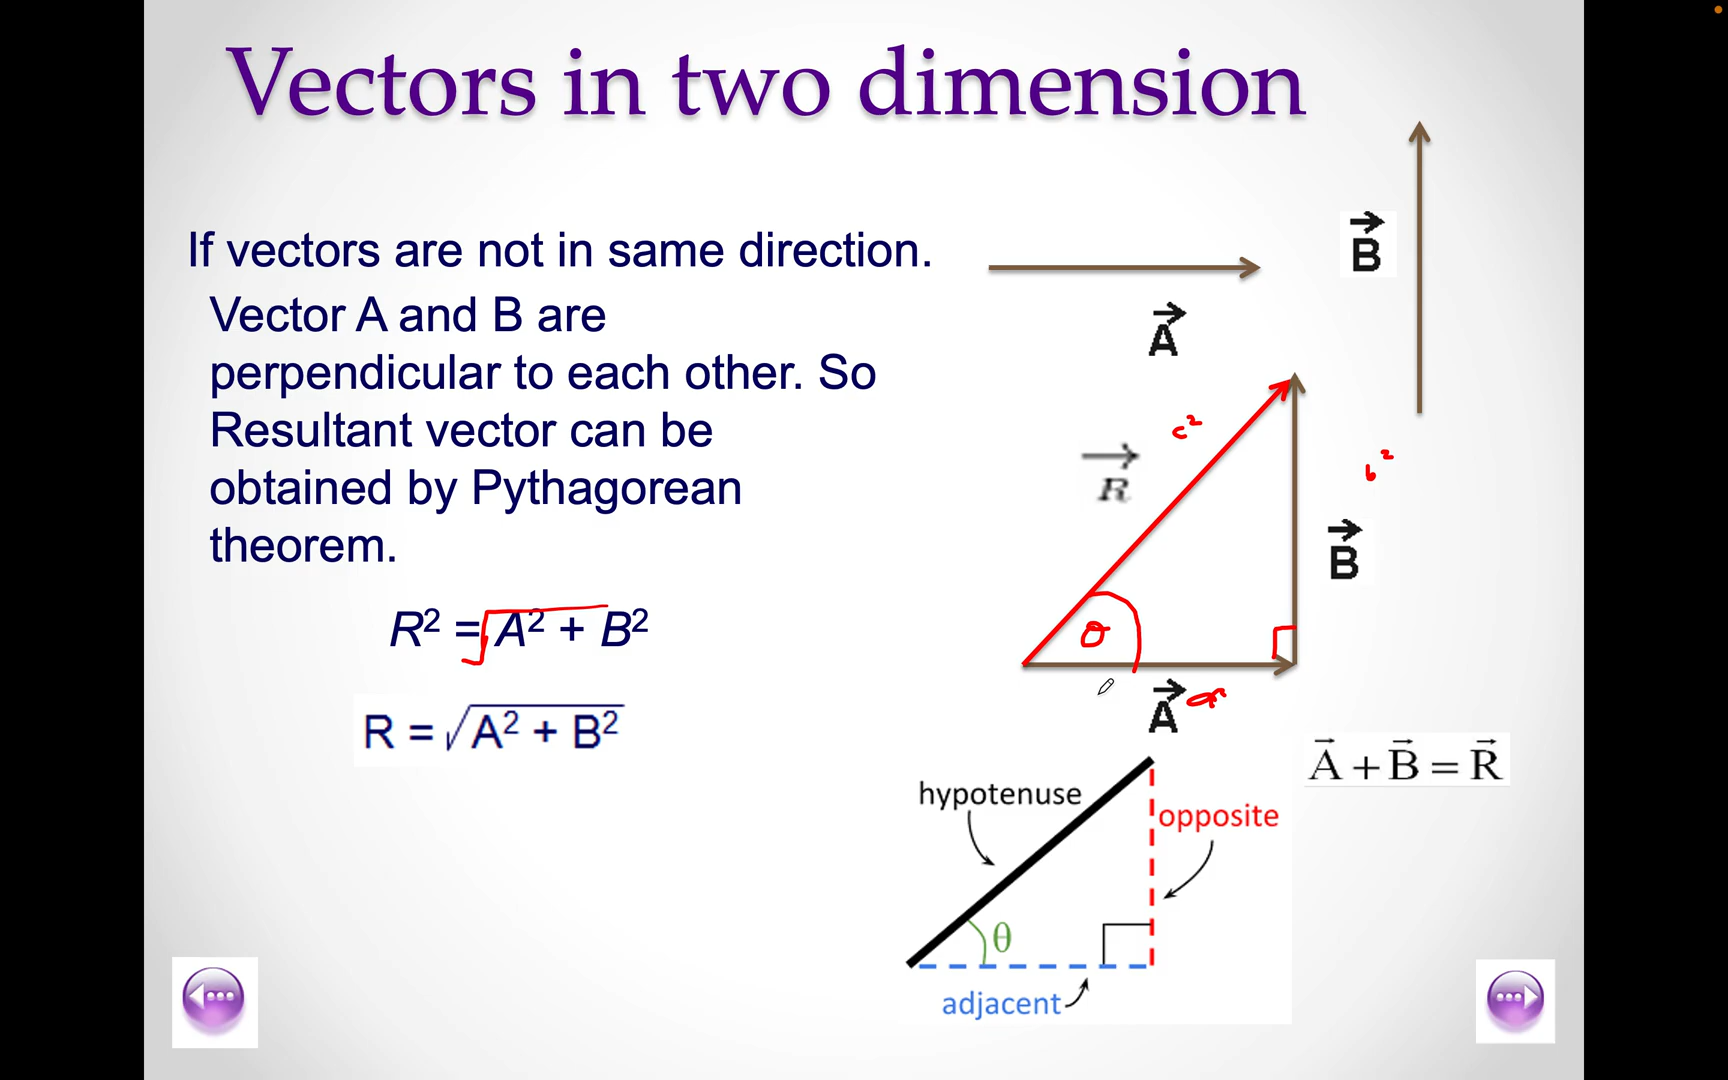 Vectors in two dimension
If vectors are not in same direction.
Vector A and B are
perpendicular to each other. So
Resultant vector can be
obtained by Pythagorean
theorem.
R² = √A² + B²
R = √A² + B²
B⃗
A⃗
c²
R⃗
b²
B⃗
θ
A⃗
A⃗ + B⃗ = R⃗
hypotenuse
opposite
θ
adjacent